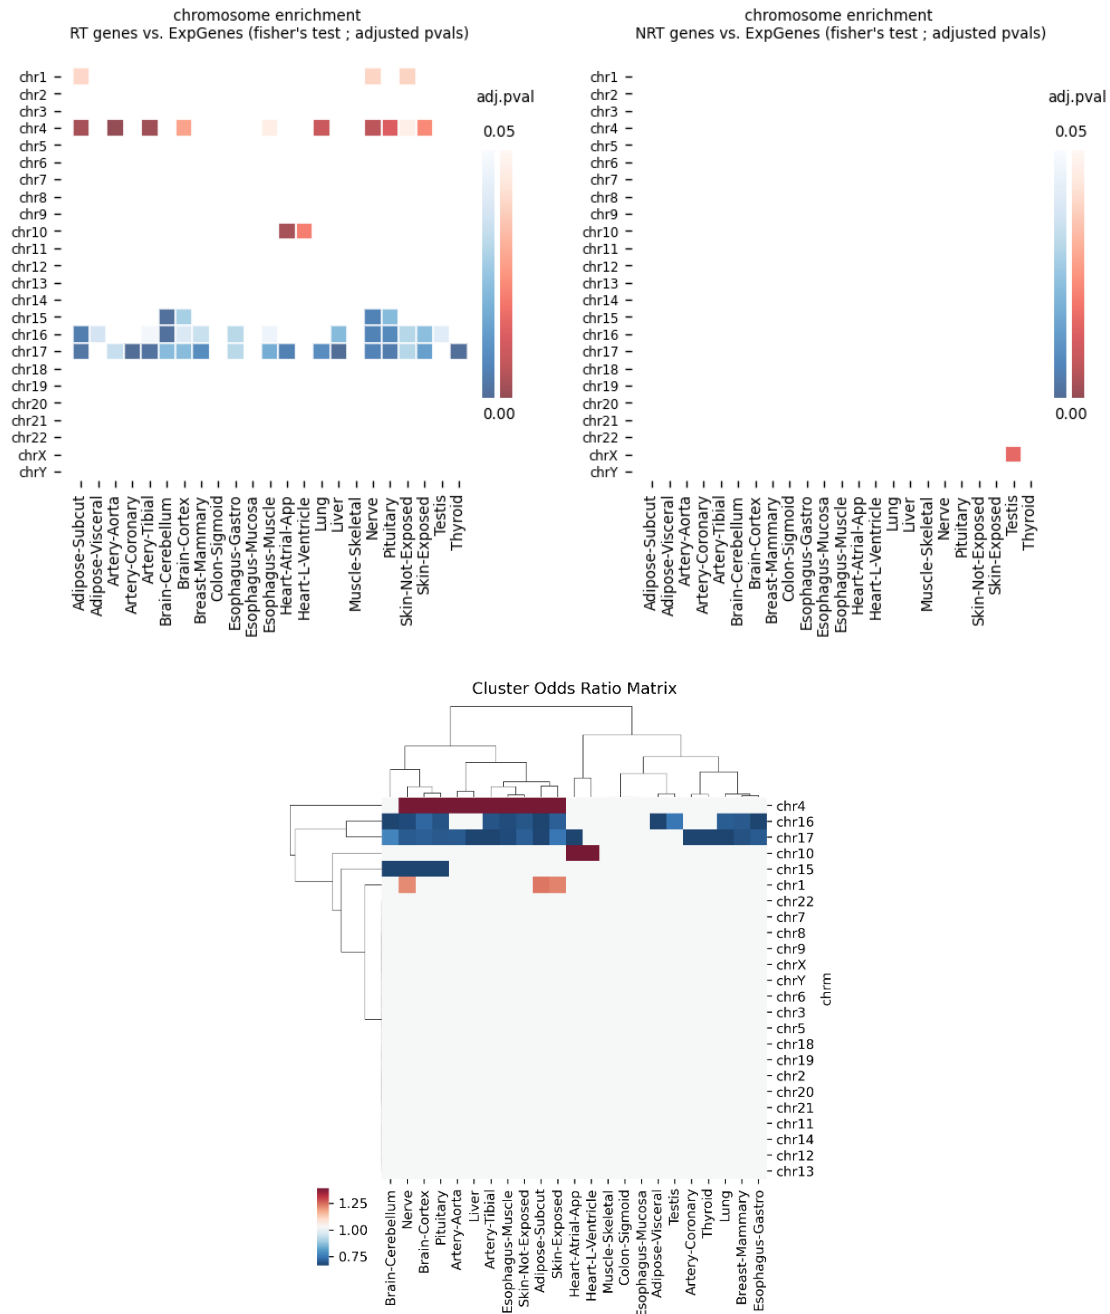 chromosome enrichment
RT genes vs. ExpGenes (fisher's test ; adjusted pvals)
chr1
chr2
chr3
chr4
chr5
chr6
chr7
chr8
chr9
chr10
chr11
chr12
chr13
chr14
chr15
chr16
chr17
chr18
chr19
chr20
chr21
chr22
chrX
chrY
adj.pval
0.05
0.00
Adipose-Subcut
Adipose-Visceral
Artery-Aorta
Artery-Coronary
Artery-Tibial
Brain-Cerebellum
Brain-Cortex
Breast-Mammary
Colon-Sigmoid
Esophagus-Gastro
Esophagus-Mucosa
Esophagus-Muscle
Heart-Atrial-App
Heart-L-Ventricle
Lung
Liver
Muscle-Skeletal
Nerve
Pituitary
Skin-Not-Exposed
Skin-Exposed
Testis
Thyroid
chromosome enrichment
NRT genes vs. ExpGenes (fisher's test ; adjusted pvals)
chr1
chr2
chr3
chr4
chr5
chr6
chr7
chr8
chr9
chr10
chr11
chr12
chr13
chr14
chr15
chr16
chr17
chr18
chr19
chr20
chr21
chr22
chrX
chrY
adj.pval
0.05
0.00
Adipose-Subcut
Adipose-Visceral
Artery-Aorta
Artery-Coronary
Artery-Tibial
Brain-Cerebellum
Brain-Cortex
Breast-Mammary
Colon-Sigmoid
Esophagus-Gastro
Esophagus-Mucosa
Esophagus-Muscle
Heart-Atrial-App
Heart-L-Ventricle
Lung
Liver
Muscle-Skeletal
Nerve
Pituitary
Skin-Not-Exposed
Skin-Exposed
Testis
Thyroid
Cluster Odds Ratio Matrix
chr4
chr16
chr17
chr10
chr15
chr1
chr22
chr7
chr8
chr9
chrX
chrY
chr6
chr3
chr5
chr18
chr19
chr2
chr20
chr21
chr11
chr14
chr12
chr13
chrm
1.25
1.00
0.75
Brain-Cerebellum
Nerve
Brain-Cortex
Pituitary
Artery-Aorta
Liver
Artery-Tibial
Esophagus-Muscle
Skin-Not-Exposed
Adipose-Subcut
Skin-Exposed
Heart-Atrial-App
Heart-L-Ventricle
Muscle-Skeletal
Colon-Sigmoid
Esophagus-Mucosa
Adipose-Visceral
Testis
Artery-Coronary
Thyroid
Lung
Breast-Mammary
Esophagus-Gastro